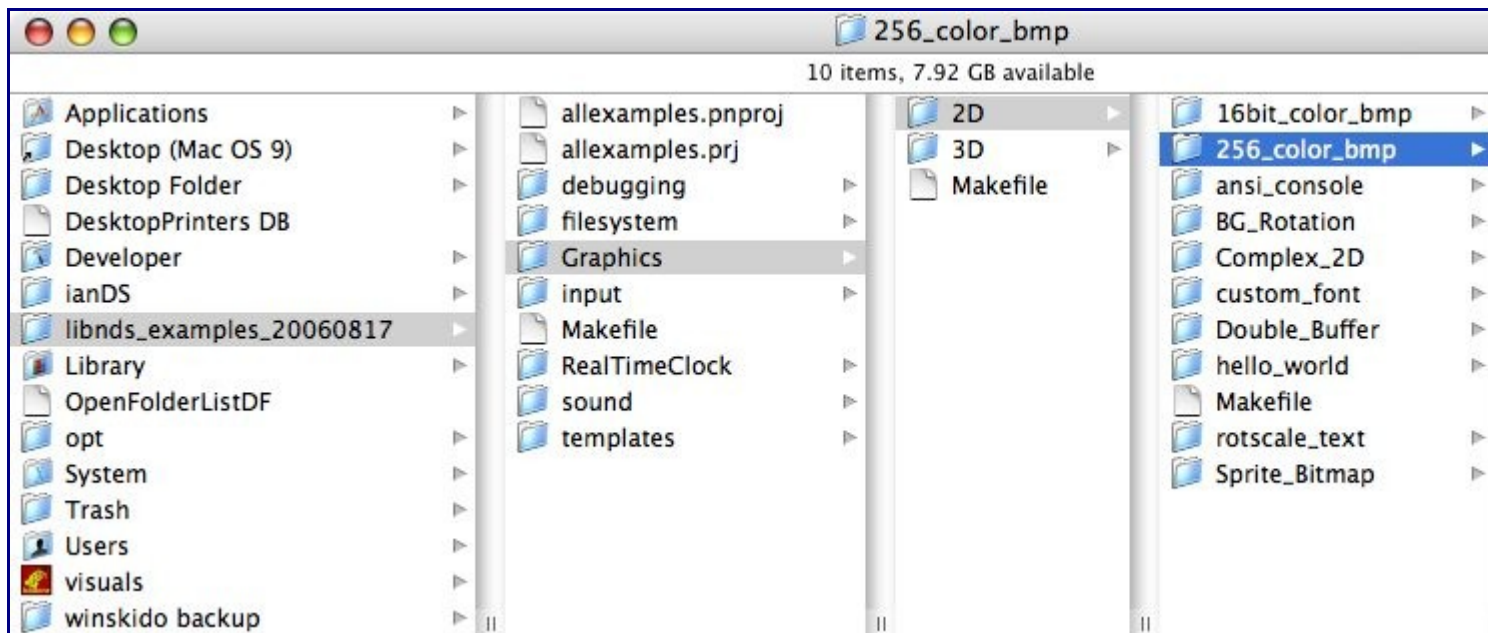 256_color_bmp
10 items, 7.92 GB available
Applications
Desktop (Mac OS 9)
Desktop Folder
DesktopPrinters DB
Developer
ianDS
libnds_examples_20060817
Library
OpenFolderListDF
opt
System
Trash
Users
visuals
winskido backup
allexamples.pnproj
allexamples.prj
debugging
filesystem
Graphics
input
Makefile
RealTimeClock
sound
templates
2D
3D
Makefile
16bit_color_bmp
256_color_bmp
ansi_console
BG_Rotation
Complex_2D
custom_font
Double_Buffer
hello_world
Makefile
rotscale_text
Sprite_Bitmap